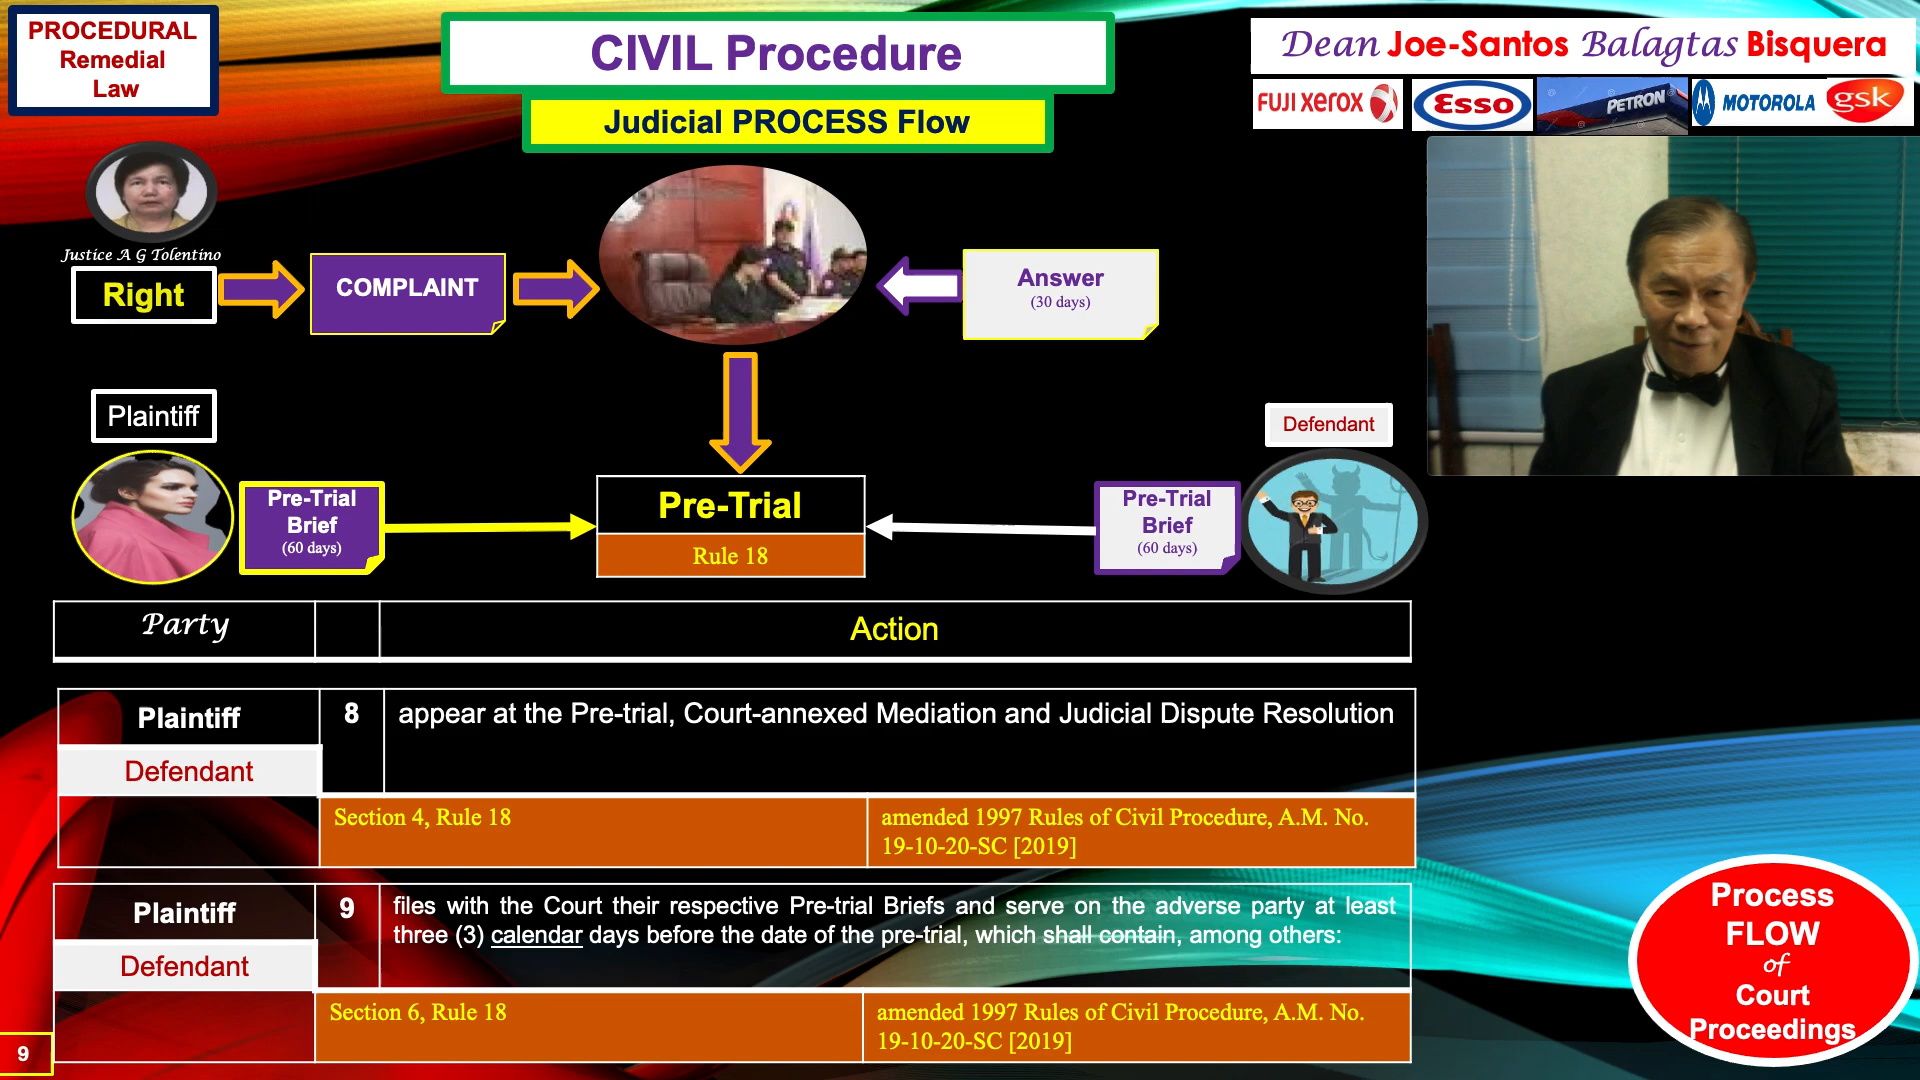 PROCEDURAL
Remedial
Law
CIVIL Procedure
Judicial PROCESS Flow
Dean Joe-Santos Balagtas Bisquera
FUJI xerox
Esso
PETRON
MOTOROLA
gsk
Justice A G Tolentino
Right
COMPLAINT
Answer
(30 days)
Plaintiff
Defendant
Pre-Trial
Brief
(60 days)
Pre-Trial
Rule 18
Pre-Trial
Brief
(60 days)
Party
Action
Plaintiff
Defendant
8
appear at the Pre-trial, Court-annexed Mediation and Judicial Dispute Resolution
Section 4, Rule 18
amended 1997 Rules of Civil Procedure, A.M. No.
19-10-20-SC [2019]
Plaintiff
Defendant
9
files with the Court their respective Pre-trial Briefs and serve on the adverse party at least
three (3) calendar days before the date of the pre-trial, which shall contain, among others:
Section 6, Rule 18
amended 1997 Rules of Civil Procedure, A.M. No.
19-10-20-SC [2019]
Process
FLOW
of
Court
Proceedings
9